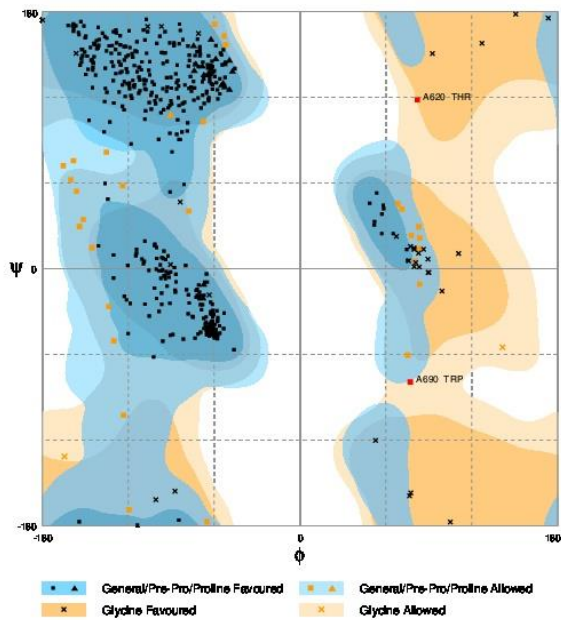 180
A620 THR
ψ
0
A690 TRP
-180
-180
0
180
ϕ
General/Pre-Pro/Proline Favoured
General/Pre-Pro/Proline Allowed
Glycine Favoured
Glycine Allowed